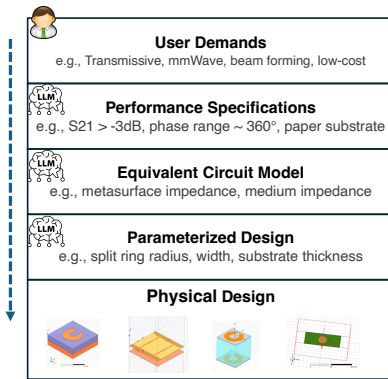 User Demands
e.g., Transmissive, mmWave, beam forming, low-cost
LLM
Performance Specifications
e.g., S21 > -3dB, phase range ~ 360°, paper substrate
LLM
Equivalent Circuit Model
e.g., metasurface impedance, medium impedance
LLM
Parameterized Design
e.g., split ring radius, width, substrate thickness
Physical Design